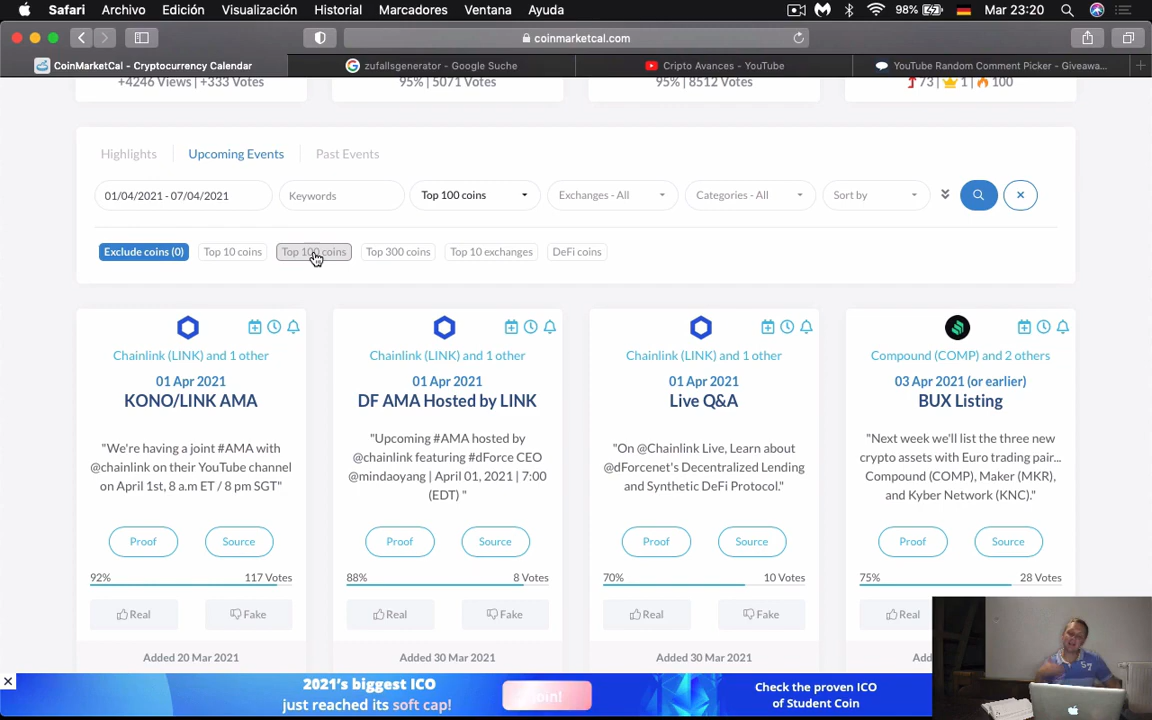 Safari Archivo Edición Visualización Historial Marcadores Ventana Ayuda 98% Mar 23:20
coinmarketcal.com
CoinMarketCal - Cryptocurrency Calendar zufallsgenerator - Google Suche Cripto Avances - YouTube YouTube Random Comment Picker - Giveawa...
+4246 Views | +333 Votes 95% | 5071 Votes 95% | 8512 Votes 73 | 1 | 100
Highlights Upcoming Events Past Events
01/04/2021 - 07/04/2021 Keywords Top 100 coins Exchanges - All Categories - All Sort by
Exclude coins (0) Top 10 coins Top 100 coins Top 300 coins Top 10 exchanges DeFi coins
Chainlink (LINK) and 1 other
01 Apr 2021
KONO/LINK AMA
"We're having a joint #AMA with
@chainlink on their YouTube channel
on April 1st, 8 a.m ET / 8 pm SGT"
Proof Source
92% 117 Votes
Real Fake
Added 20 Mar 2021
Chainlink (LINK) and 1 other
01 Apr 2021
DF AMA Hosted by LINK
"Upcoming #AMA hosted by
@chainlink featuring #dForce CEO
@mindaoyang | April 01, 2021 | 7:00
(EDT) "
Proof Source
88% 8 Votes
Real Fake
Added 30 Mar 2021
Chainlink (LINK) and 1 other
01 Apr 2021
Live Q&A
"On @Chainlink Live, Learn about
@dForcenet's Decentralized Lending
and Synthetic DeFi Protocol."
Proof Source
70% 10 Votes
Real Fake
Added 30 Mar 2021
Compound (COMP) and 2 others
03 Apr 2021 (or earlier)
BUX Listing
"Next week we'll list the three new
crypto assets with Euro trading pair...
Compound (COMP), Maker (MKR),
and Kyber Network (KNC)."
Proof Source
75% 28 Votes
Real
Add
2021's biggest ICO
just reached its soft cap!
Join!
Check the proven ICO
of Student Coin